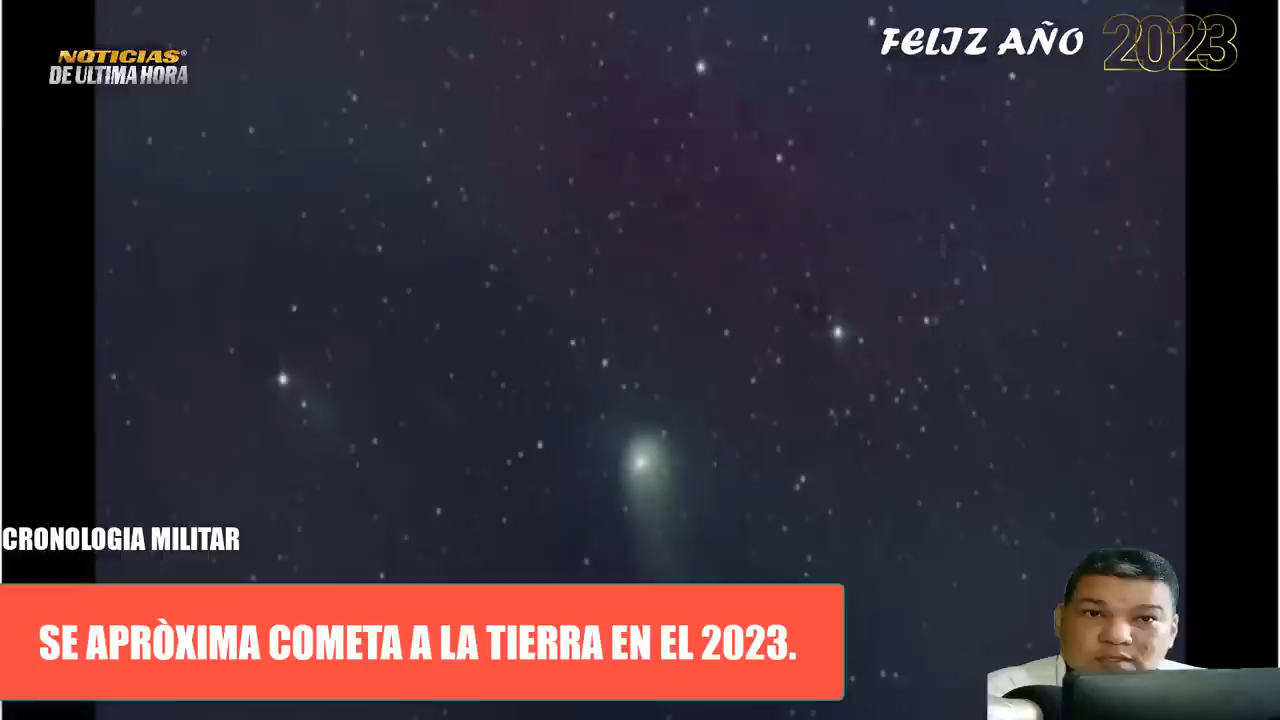 NOTICIAS®
DE ULTIMA HORA
FELIZ AÑO 2023
CRONOLOGIA MILITAR
SE APRÒXIMA COMETA A LA TIERRA EN EL 2023.